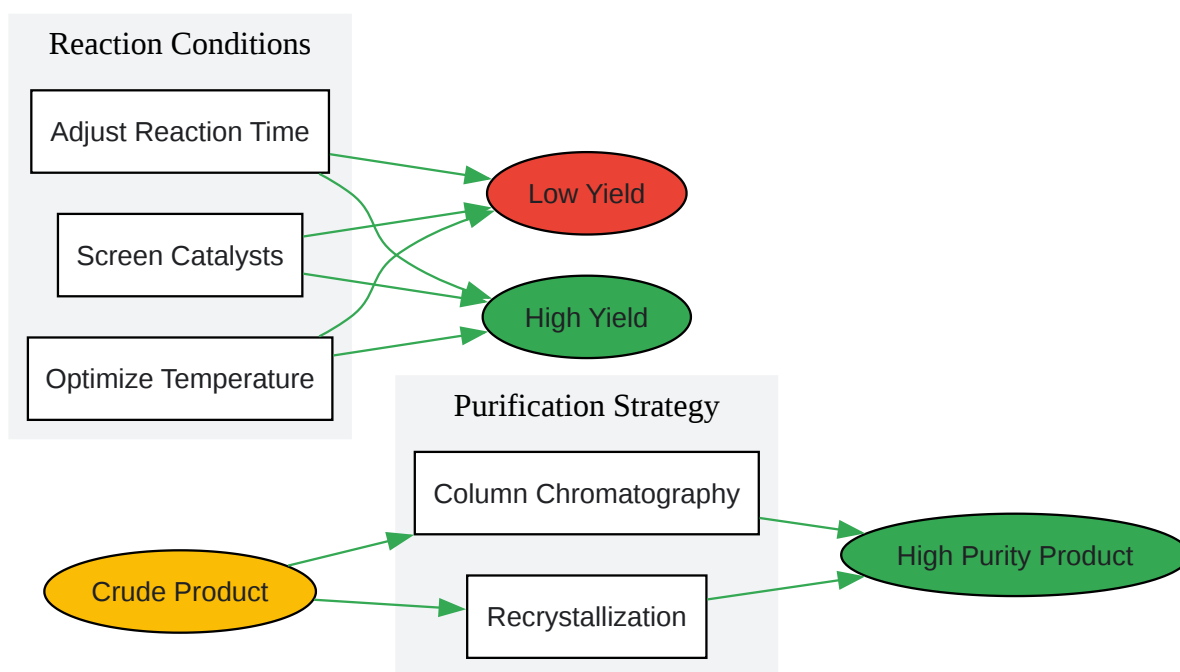 Reaction Conditions
Adjust Reaction Time
Low Yield
Screen Catalysts
High Yield
Optimize Temperature
Purification Strategy
Column Chromatography
High Purity Product
Crude Product
Recrystallization